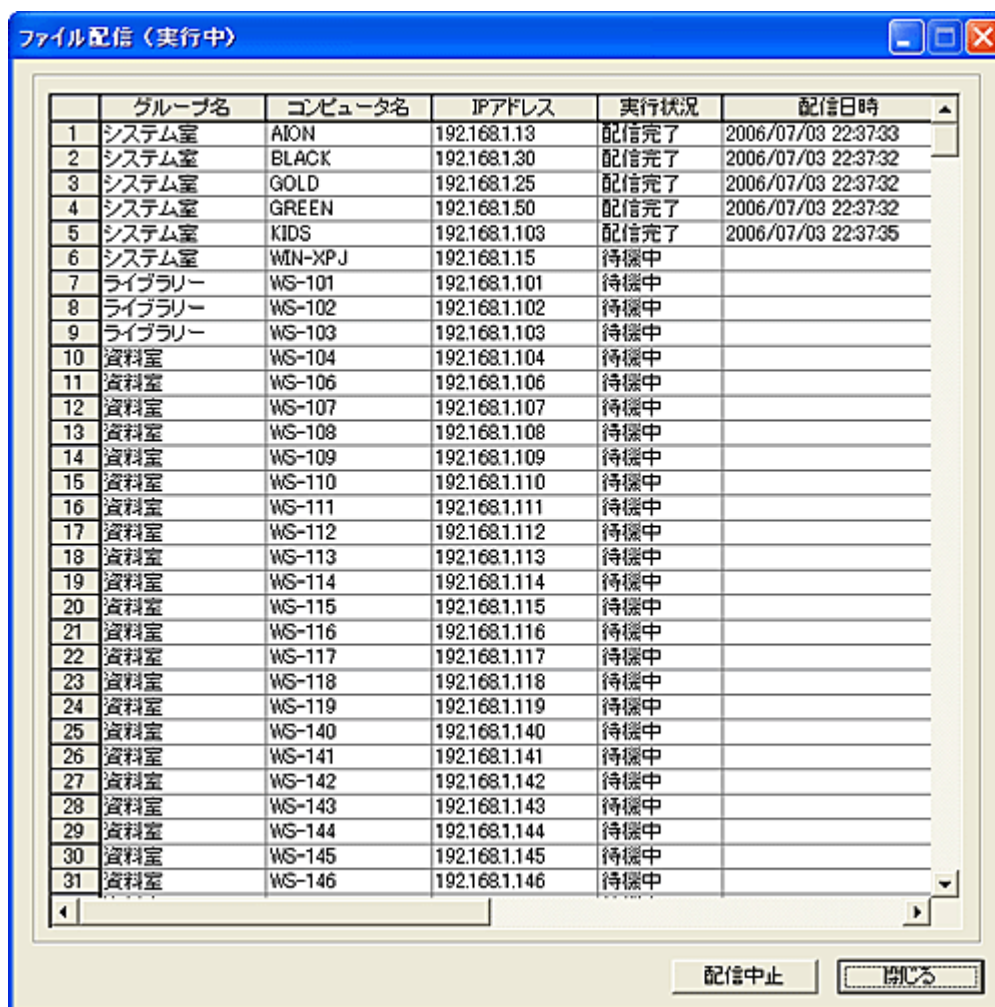 ファイル配信（実行中）
グループ名 コンピュータ名 IPアドレス 実行状況 配信日時
1 システム室 AION 192.168.1.13 配信完了 2006/07/03 22:37:33
2 システム室 BLACK 192.168.1.30 配信完了 2006/07/03 22:37:32
3 システム室 GOLD 192.168.1.25 配信完了 2006/07/03 22:37:32
4 システム室 GREEN 192.168.1.50 配信完了 2006/07/03 22:37:32
5 システム室 KIDS 192.168.1.103 配信完了 2006/07/03 22:37:35
6 システム室 WIN-XPJ 192.168.1.15 待機中
7 ライブラリー WS-101 192.168.1.101 待機中
8 ライブラリー WS-102 192.168.1.102 待機中
9 ライブラリー WS-103 192.168.1.103 待機中
10 資料室 WS-104 192.168.1.104 待機中
11 資料室 WS-106 192.168.1.106 待機中
12 資料室 WS-107 192.168.1.107 待機中
13 資料室 WS-108 192.168.1.108 待機中
14 資料室 WS-109 192.168.1.109 待機中
15 資料室 WS-110 192.168.1.110 待機中
16 資料室 WS-111 192.168.1.111 待機中
17 資料室 WS-112 192.168.1.112 待機中
18 資料室 WS-113 192.168.1.113 待機中
19 資料室 WS-114 192.168.1.114 待機中
20 資料室 WS-115 192.168.1.115 待機中
21 資料室 WS-116 192.168.1.116 待機中
22 資料室 WS-117 192.168.1.117 待機中
23 資料室 WS-118 192.168.1.118 待機中
24 資料室 WS-119 192.168.1.119 待機中
25 資料室 WS-140 192.168.1.140 待機中
26 資料室 WS-141 192.168.1.141 待機中
27 資料室 WS-142 192.168.1.142 待機中
28 資料室 WS-143 192.168.1.143 待機中
29 資料室 WS-144 192.168.1.144 待機中
30 資料室 WS-145 192.168.1.145 待機中
31 資料室 WS-146 192.168.1.146 待機中
配信中止 閉じる